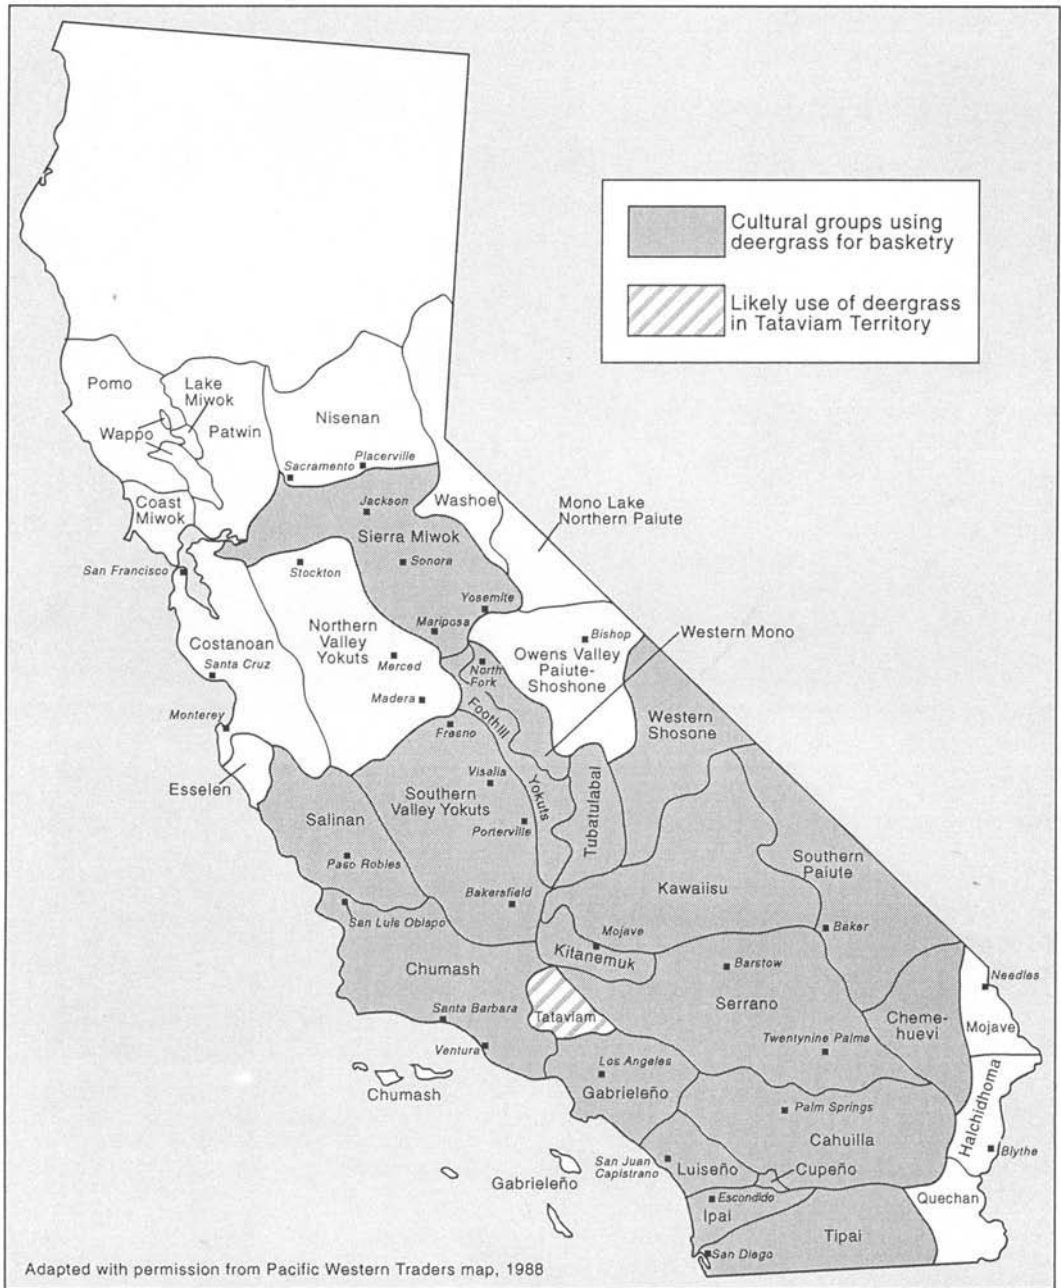 Cultural groups using
deergrass for basketry
Likely use of deergrass
in Tataviam Territory
Pomo
Lake
Miwok
Wappo
Patwin
Nisenan
Sacramento
Placerville
Coast
Miwok
Jackson
Washoe
Mono Lake
Northern Paiute
Sierra Miwok
San Francisco
Stockton
Sonora
Yosemite
Mariposa
Northern
Valley
Yokuts
Costanoan
Santa Cruz
Merced
Madera
North
Fork
Bishop
Owens Valley
Paiute-
Shoshone
Western Mono
Monterey
Esselen
Fresno
Foothill
Yokuts
Western
Shosone
Visalia
Southern
Valley Yokuts
Porterville
Tubatulabal
Salinan
Paso Robles
Bakersfield
Kawaiisu
Southern
Paiute
San Luis Obispo
Mojave
Kitanemuk
Baker
Chumash
Barstow
Serrano
Needles
Santa Barbara
Tataviam
Cheme-
huevi
Mojave
Ventura
Los Angeles
Twentynine Palms
Chumash
Gabrieleño
Palm Springs
Halchidhoma
Cahuilla
Blythe
San Juan
Capistrano
Luiseño
Cupeño
Gabrieleño
Escondido
Ipai
Quechan
Tipai
San Diego
Adapted with permission from Pacific Western Traders map, 1988